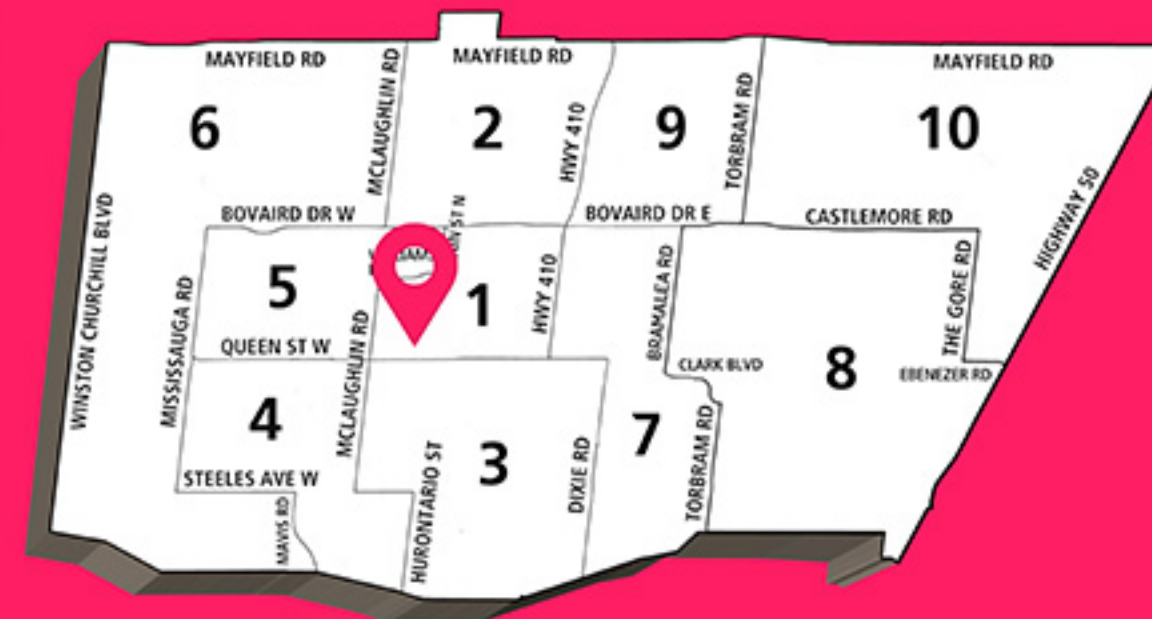 MAYFIELD RD
MAYFIELD RD
MAYFIELD RD
MCLAUGHLIN RD
6
2
HWY 410
9
TORBRAM RD
10
HIGHWAY 50
WINSTON CHURCHILL BLVD
BOVAIRD DR W
ST N
BOVAIRD DR E
CASTLEMORE RD
MISSISSAUGA RD
5
1
HWY 410
BRAMALEA RD
THE GORE RD
QUEEN ST W
MCLAUGHLIN RD
CLARK BLVD
8
EBENEZER RD
4
3
DIXIE RD
7
TORBRAM RD
STEELES AVE W
MAVIS RD
HURONTARIO ST